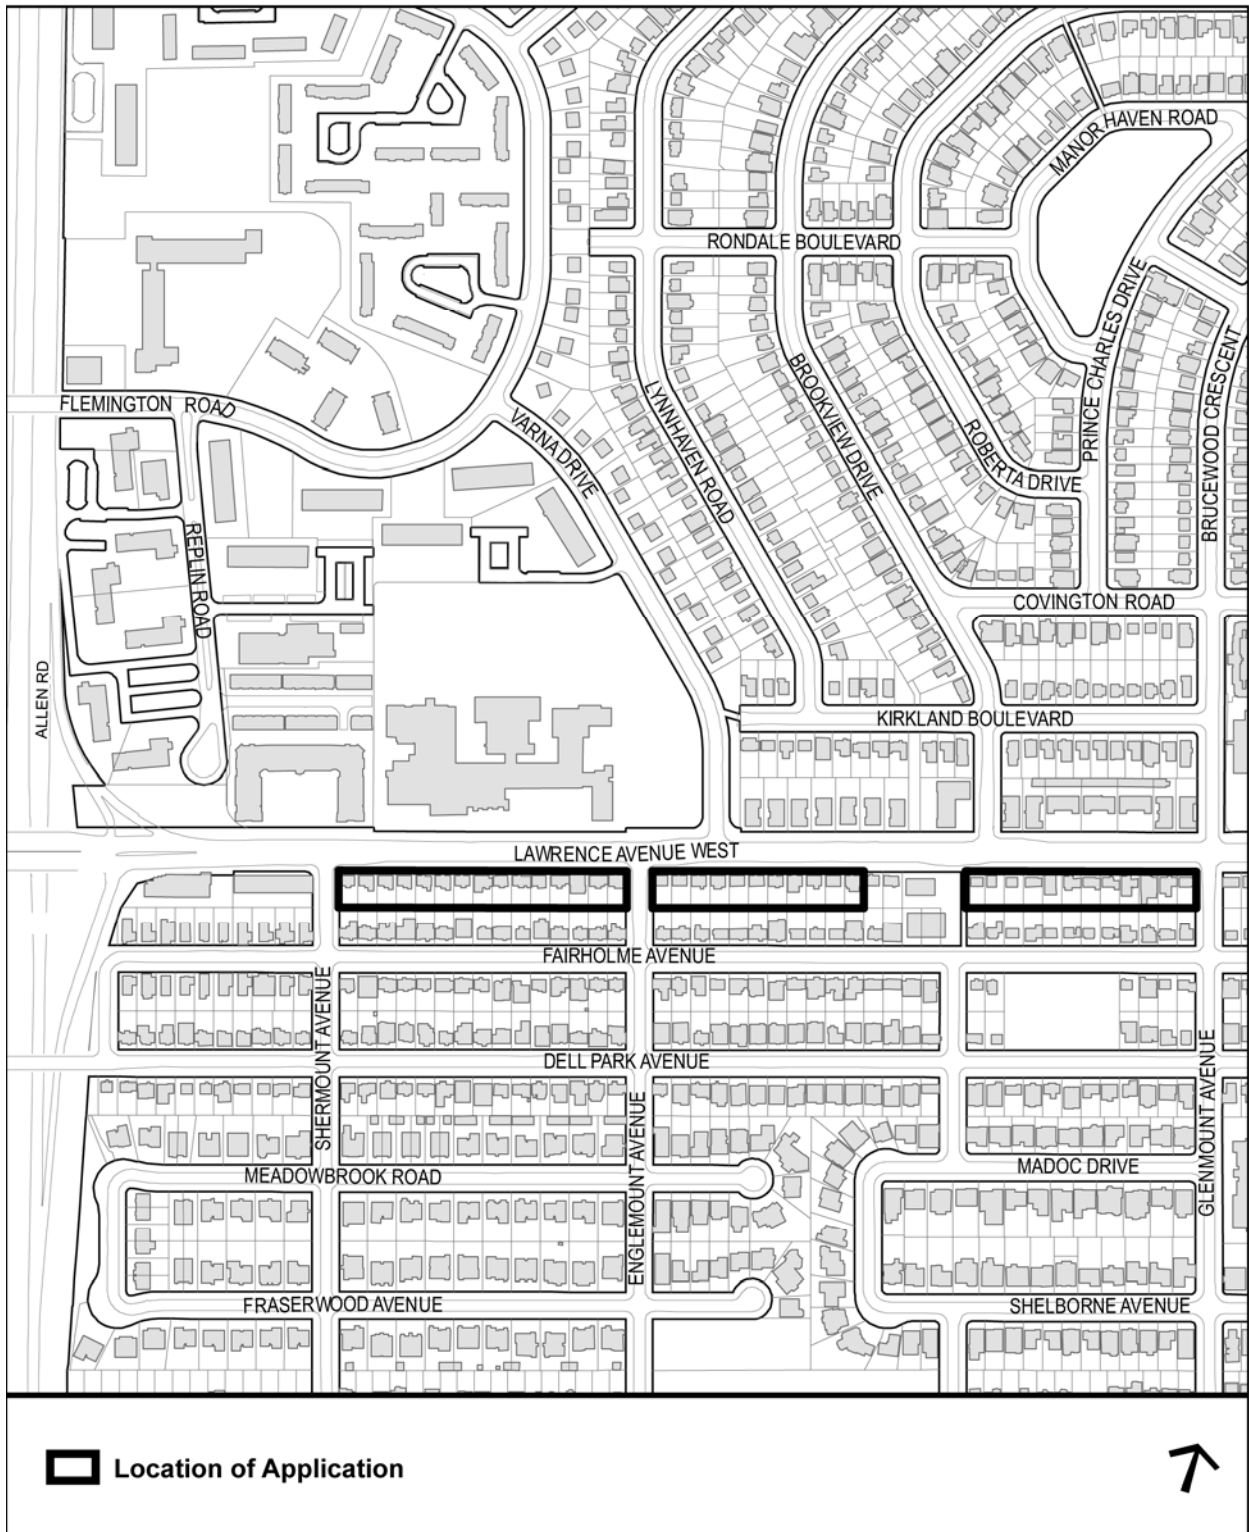 MANOR HAVEN ROAD
RONDALE BOULEVARD
PRINCE CHARLES DRIVE
BRUCEWOOD CRESCENT
FLEMINGTON ROAD
VARNA DRIVE
LYNNHAVEN ROAD
BROOKVIEW DRIVE
ROBERTA DRIVE
REPLIN ROAD
COVINGTON ROAD
ALLEN RD
KIRKLAND BOULEVARD
LAWRENCE AVENUE WEST
FAIRHOLME AVENUE
SHERMOUNT AVENUE
DELL PARK AVENUE
ENGLEMOUNT AVENUE
GLENMOUNT AVENUE
MEADOWBROOK ROAD
MADOC DRIVE
FRASERWOOD AVENUE
SHELBORNE AVENUE
Location of Application